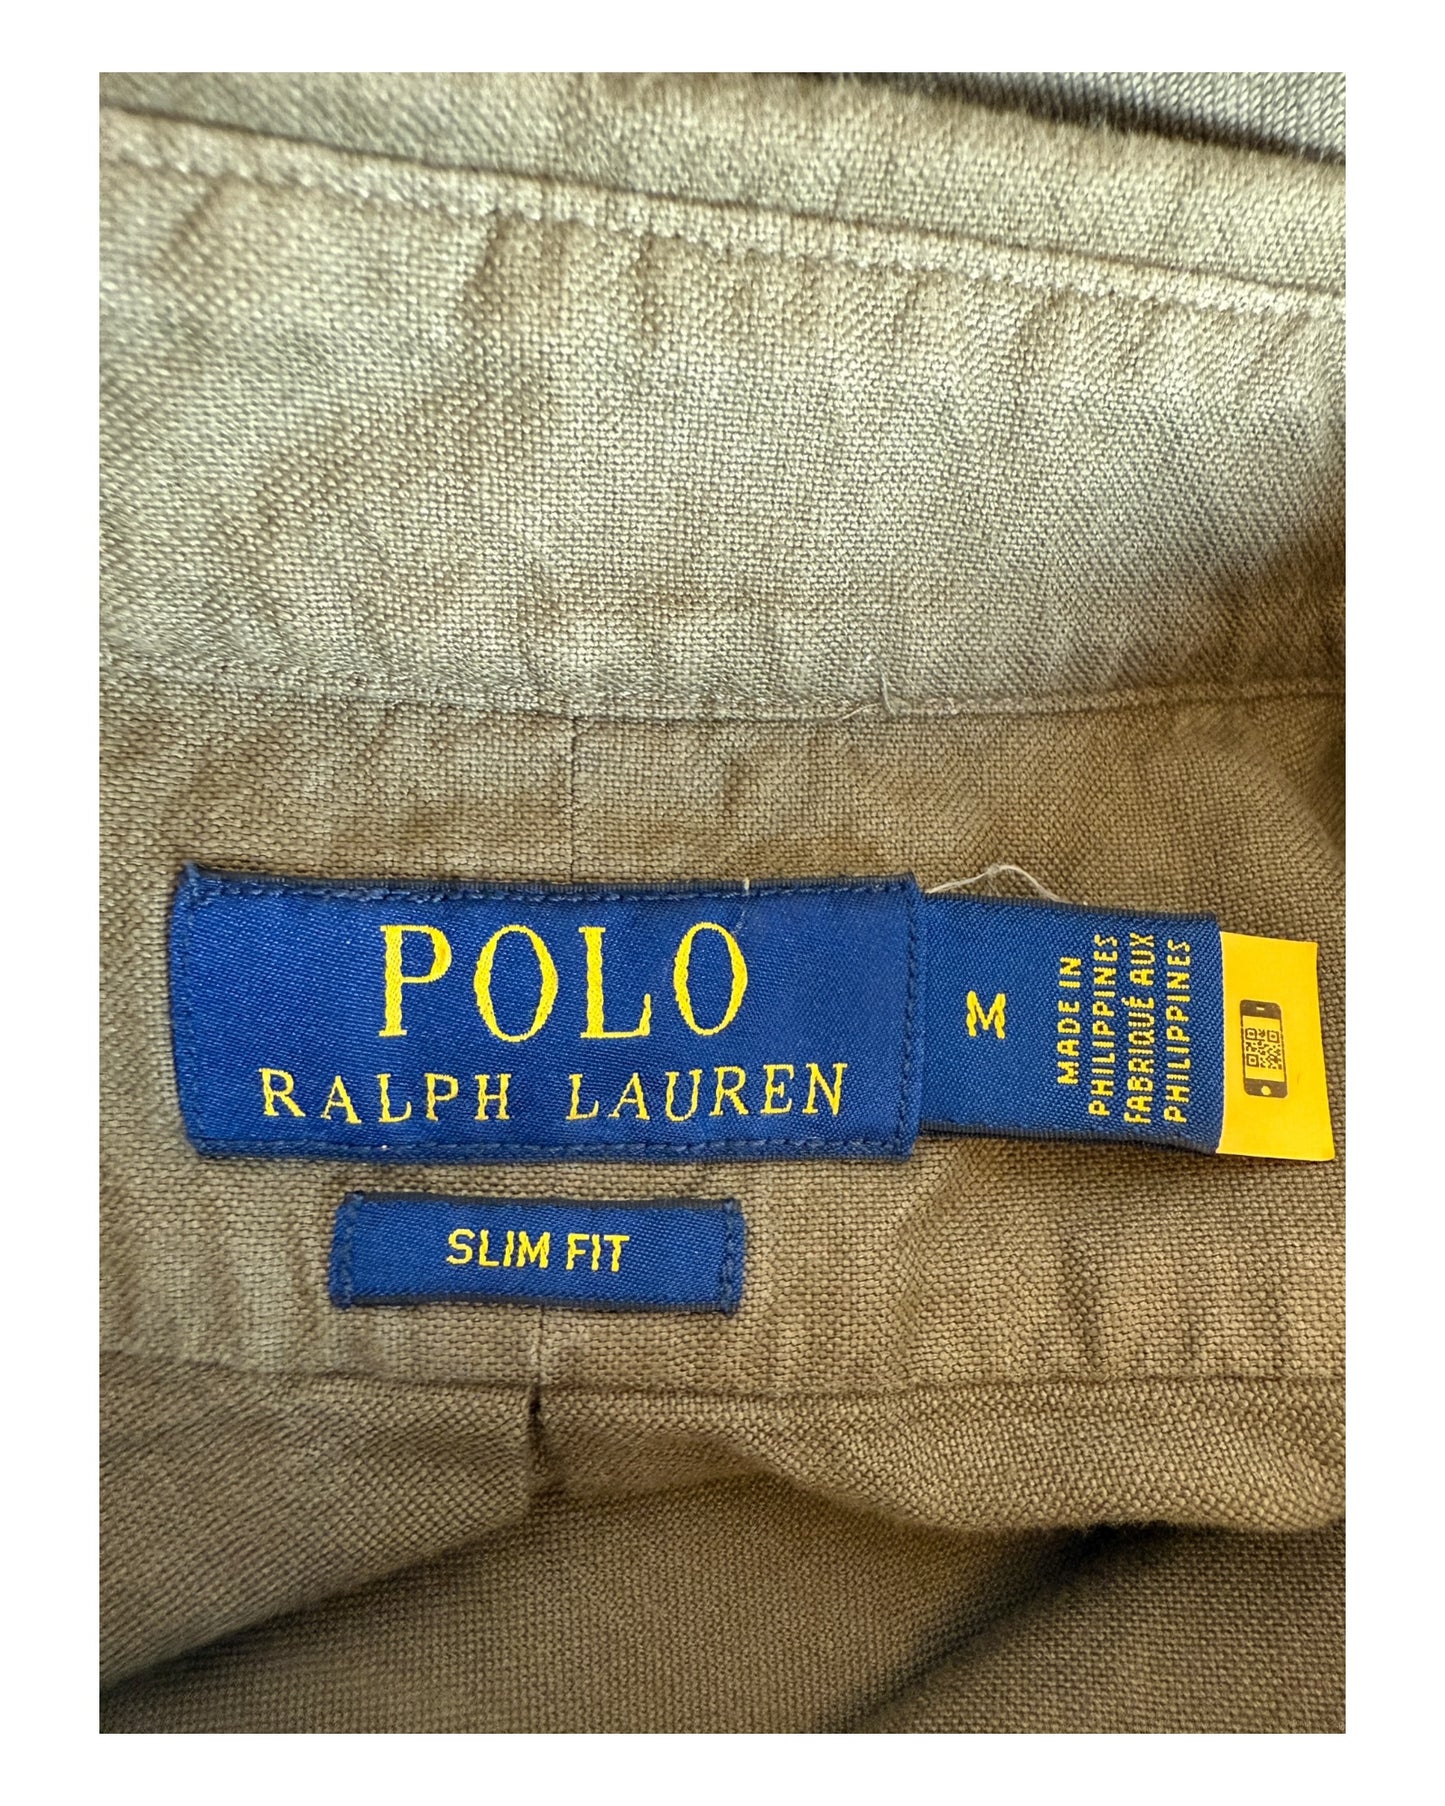 POLO
RALPH LAUREN
M
MADE IN
PHILIPPINES
FABRIQUÉ AUX
PHILIPPINES
SLIM FIT